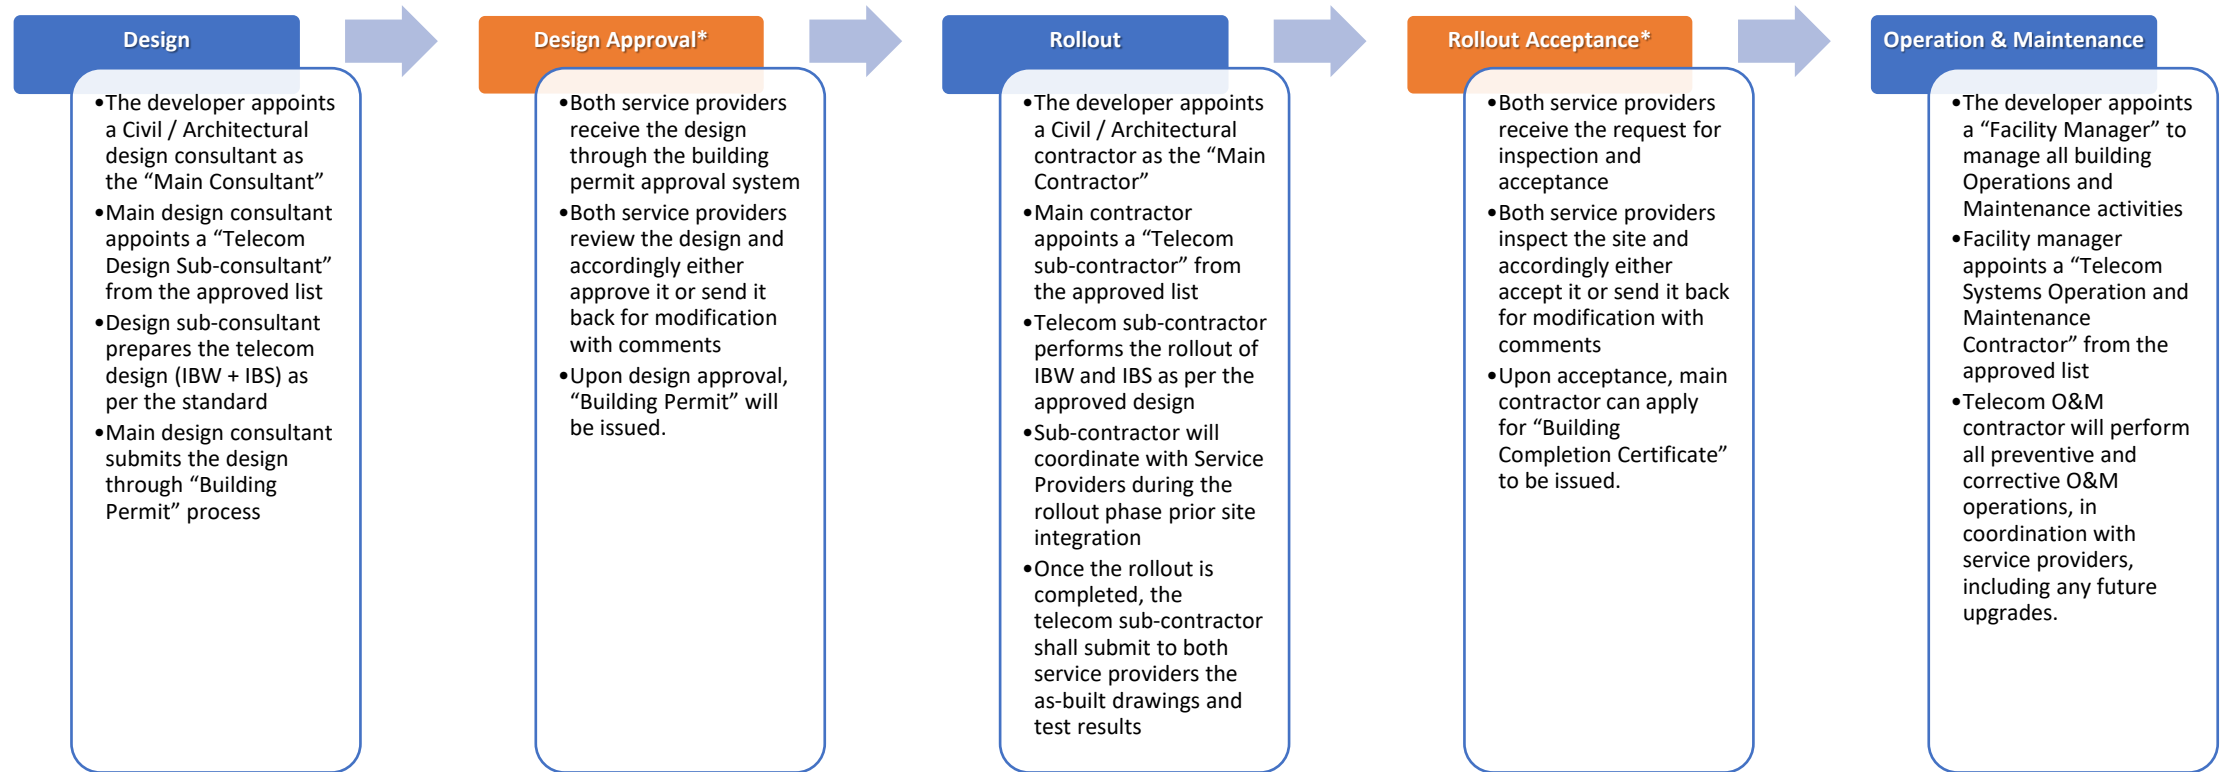 Design
•The developer appoints
a Civil / Architectural
design consultant as
the “Main Consultant”
•Main design consultant
appoints a “Telecom
Design Sub-consultant”
from the approved list
•Design sub-consultant
prepares the telecom
design (IBW + IBS) as
per the standard
•Main design consultant
submits the design
through “Building
Permit” process
Design Approval*
•Both service providers
receive the design
through the building
permit approval system
•Both service providers
review the design and
accordingly either
approve it or send it
back for modification
with comments
•Upon design approval,
“Building Permit” will
be issued.
Rollout
•The developer appoints
a Civil / Architectural
contractor as the “Main
Contractor”
•Main contractor
appoints a “Telecom
sub-contractor” from
the approved list
•Telecom sub-contractor
performs the rollout of
IBW and IBS as per the
approved design
•Sub-contractor will
coordinate with Service
Providers during the
rollout phase prior site
integration
•Once the rollout is
completed, the
telecom sub-contractor
shall submit to both
service providers the
as-built drawings and
test results
Rollout Acceptance*
•Both service providers
receive the request for
inspection and
acceptance
•Both service providers
inspect the site and
accordingly either
accept it or send it back
for modification with
comments
•Upon acceptance, main
contractor can apply
for “Building
Completion Certificate”
to be issued.
Operation & Maintenance
•The developer appoints
a “Facility Manager” to
manage all building
Operations and
Maintenance activities
•Facility manager
appoints a “Telecom
Systems Operation and
Maintenance
Contractor” from the
approved list
•Telecom O&M
contractor will perform
all preventive and
corrective O&M
operations, in
coordination with
service providers,
including any future
upgrades.